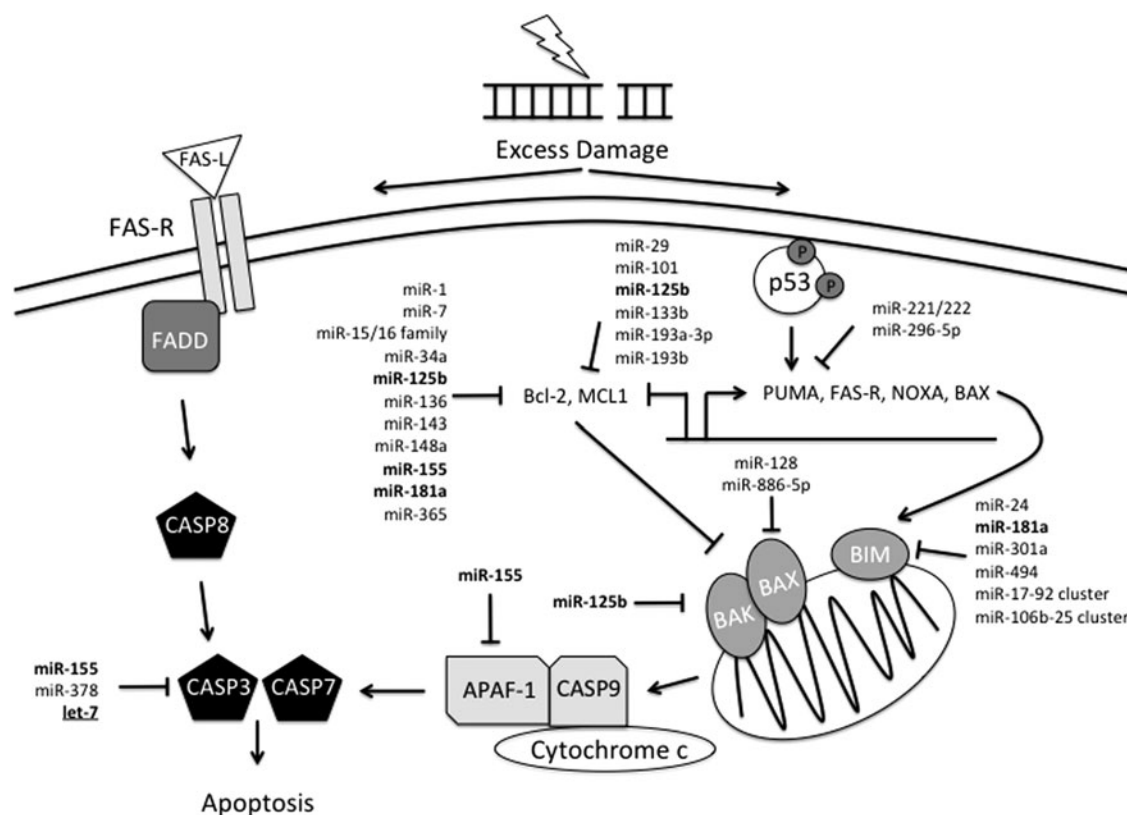 Excess Damage
FAS-L
FAS-R
FADD
CASP8
miR-1
miR-7
miR-15/16 family
miR-34a
miR-125b
miR-136
miR-143
miR-148a
miR-155
miR-181a
miR-365
miR-29
miR-101
miR-125b
miR-133b
miR-193a-3p
miR-193b
Bcl-2, MCL1
P
p53
P
miR-221/222
miR-296-5p
PUMA, FAS-R, NOXA, BAX
miR-128
miR-886-5p
BAX
BAK
BIM
miR-24
miR-181a
miR-301a
miR-494
miR-17-92 cluster
miR-106b-25 cluster
miR-155
miR-125b
miR-155
miR-378
let-7
CASP3
CASP7
APAF-1
CASP9
Cytochrome c
Apoptosis